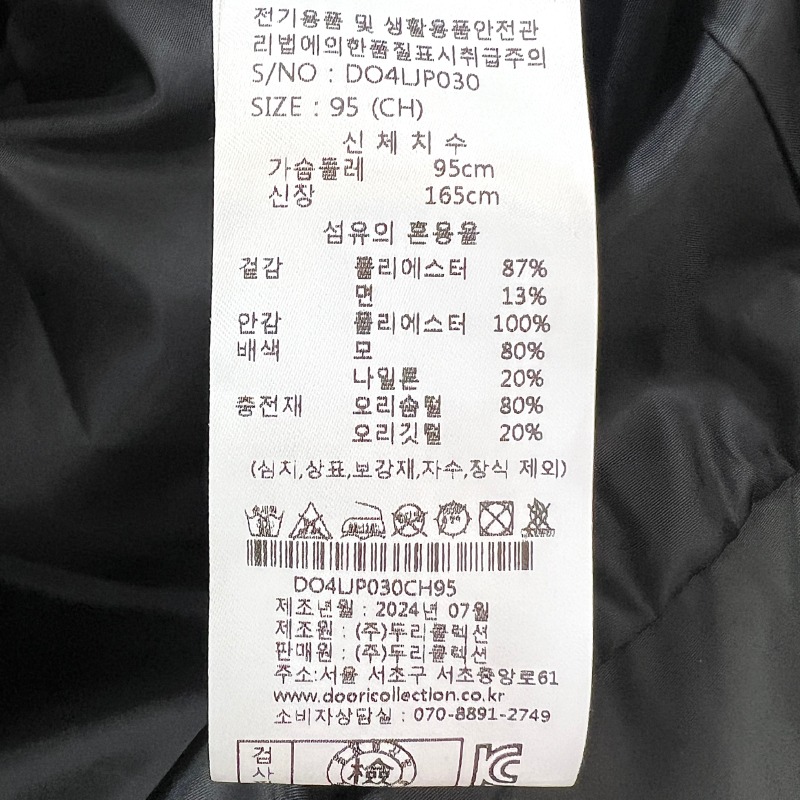 전기용품 및 생활용품안전관
리법에의한품질표시취급주의
S/NO : DO4LJP030
SIZE : 95 (CH)
신 체 치 수
가슴둘레 95cm
신장 165cm
섬유의 혼용율
겉감 폴리에스터 87%
면 13%
안감 폴리에스터 100%
배색 모 80%
나일론 20%
충전재 오리솜털 80%
오리깃털 20%
(심지,상표,보강재,자수,장식 제외)
DO4LJP030CH95
제조년월 : 2024년 07월
제조원 : (주)두리콜렉션
판매원 : (주)두리콜렉션
주소:서울 서초구 서초중앙로61
www.dooricollection.co.kr
소비자상담실 : 070-8891-2749
검사 檢 KC